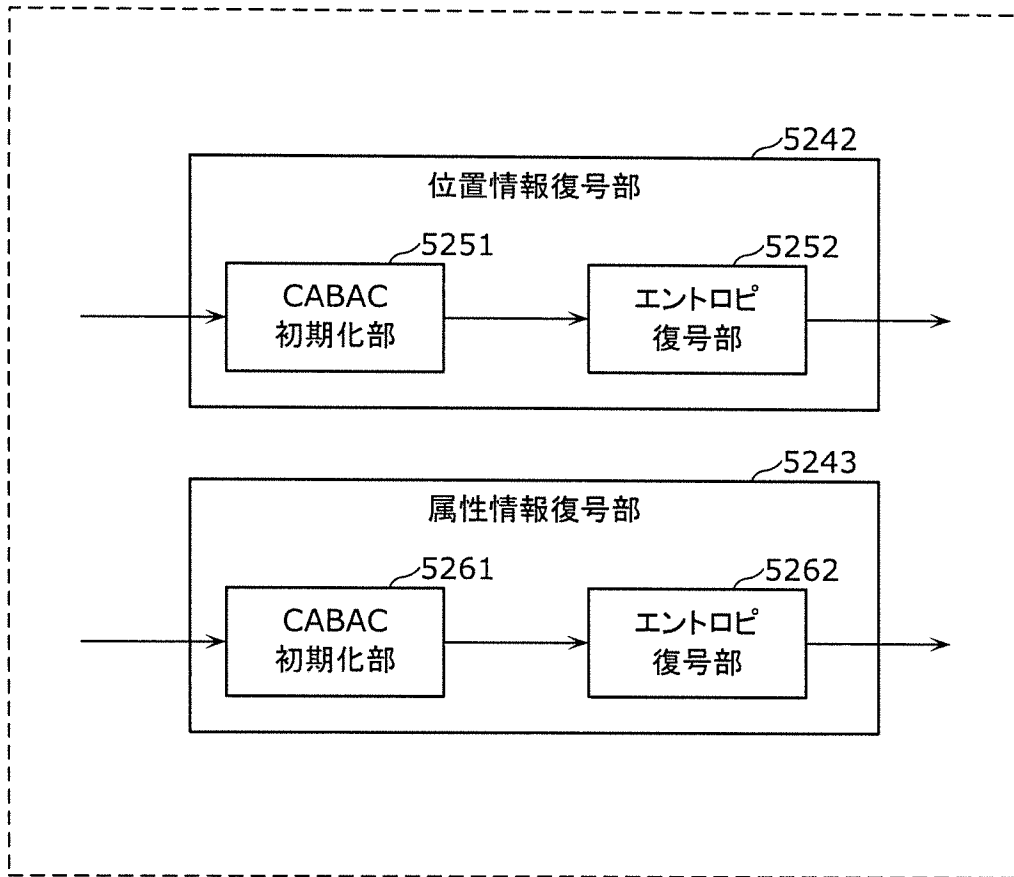 5242
位置情報復号部
5251
5252
CABAC
初期化部
エントロピ
復号部
5243
属性情報復号部
5261
5262
CABAC
初期化部
エントロピ
復号部